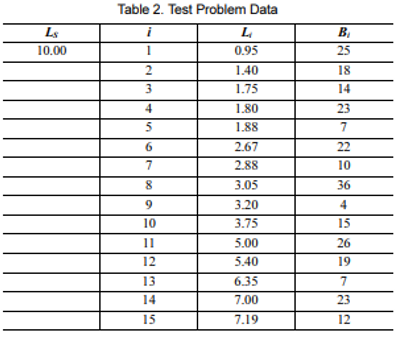 Table 2. Test Problem Data
Ls i Li Bi
10.00 1 0.95 25
2 1.40 18
3 1.75 14
4 1.80 23
5 1.88 7
6 2.67 22
7 2.88 10
8 3.05 36
9 3.20 4
10 3.75 15
11 5.00 26
12 5.40 19
13 6.35 7
14 7.00 23
15 7.19 12